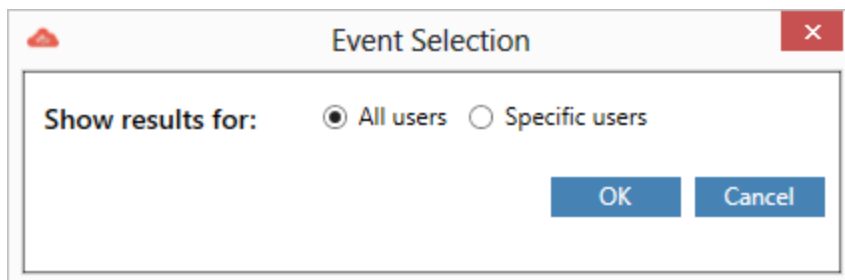 Event Selection
Show results for: All users Specific users
OK Cancel